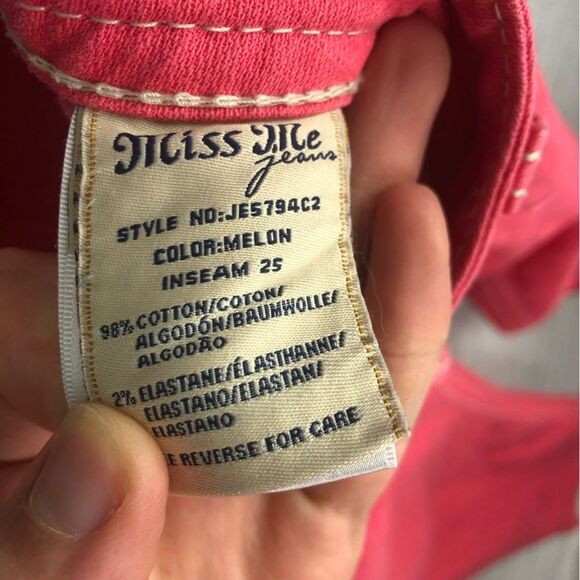 Miss Me
jeans
STYLE NO:JE5794C2
COLOR:MELON
INSEAM 25
98% COTTON/COTON/
ALGODÓN/BAUMWOLLE/
ALGODÃO
2% ELASTANE/ÉLASTHANNE/
ELASTANO/ELASTAN/
ELASTANO
E REVERSE FOR CARE